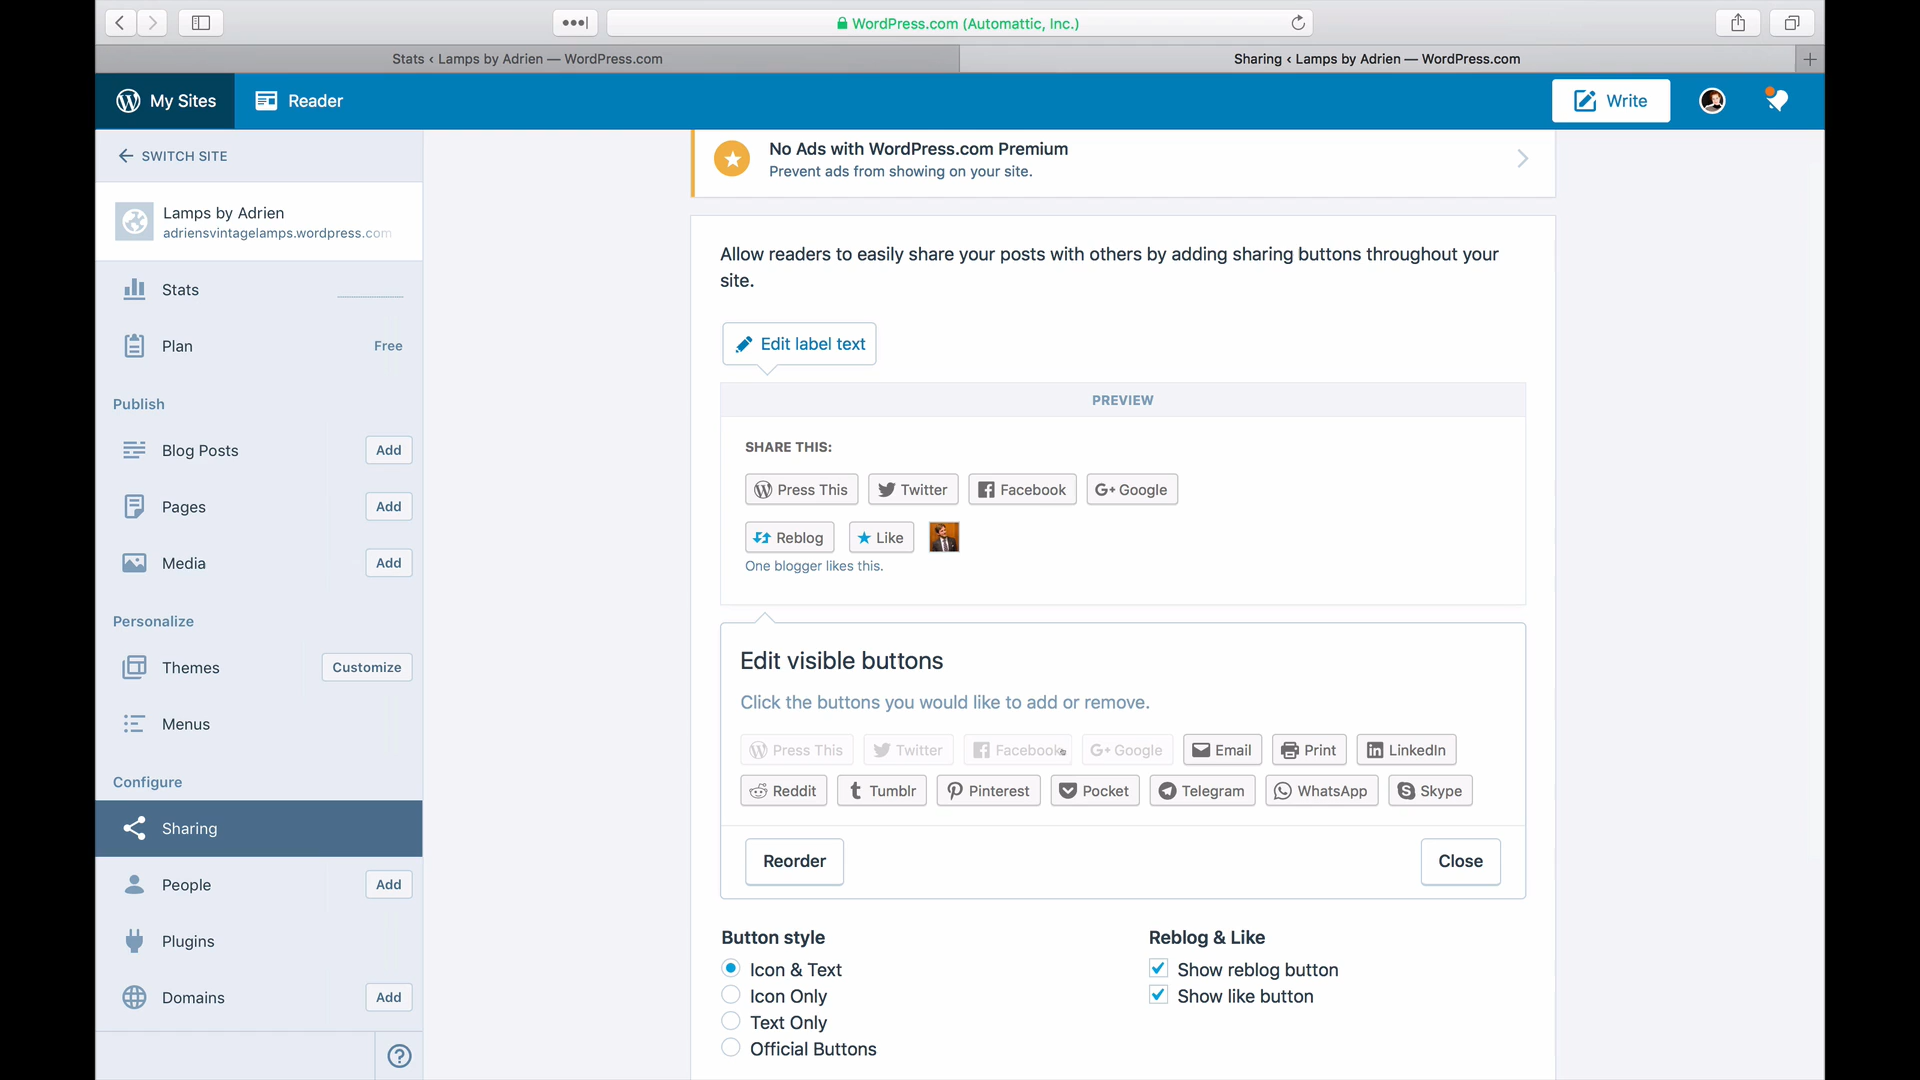 WordPress.com (Automattic, Inc.)
Stats ‹ Lamps by Adrien — WordPress.com
Sharing ‹ Lamps by Adrien — WordPress.com
My Sites
Reader
Write
SWITCH SITE
Lamps by Adrien
adriensvintagelamps.wordpress.com
Stats
Plan Free
Publish
Blog Posts Add
Pages Add
Media Add
Personalize
Themes Customize
Menus
Configure
Sharing
People Add
Plugins
Domains Add
No Ads with WordPress.com Premium
Prevent ads from showing on your site.
Allow readers to easily share your posts with others by adding sharing buttons throughout your
site.
Edit label text
PREVIEW
SHARE THIS:
Press This Twitter Facebook G+ Google
Reblog Like
One blogger likes this.
Edit visible buttons
Click the buttons you would like to add or remove.
Press This Twitter Facebook G+ Google Email Print LinkedIn
Reddit Tumblr Pinterest Pocket Telegram WhatsApp Skype
Reorder Close
Button style
Icon & Text
Icon Only
Text Only
Official Buttons
Reblog & Like
Show reblog button
Show like button